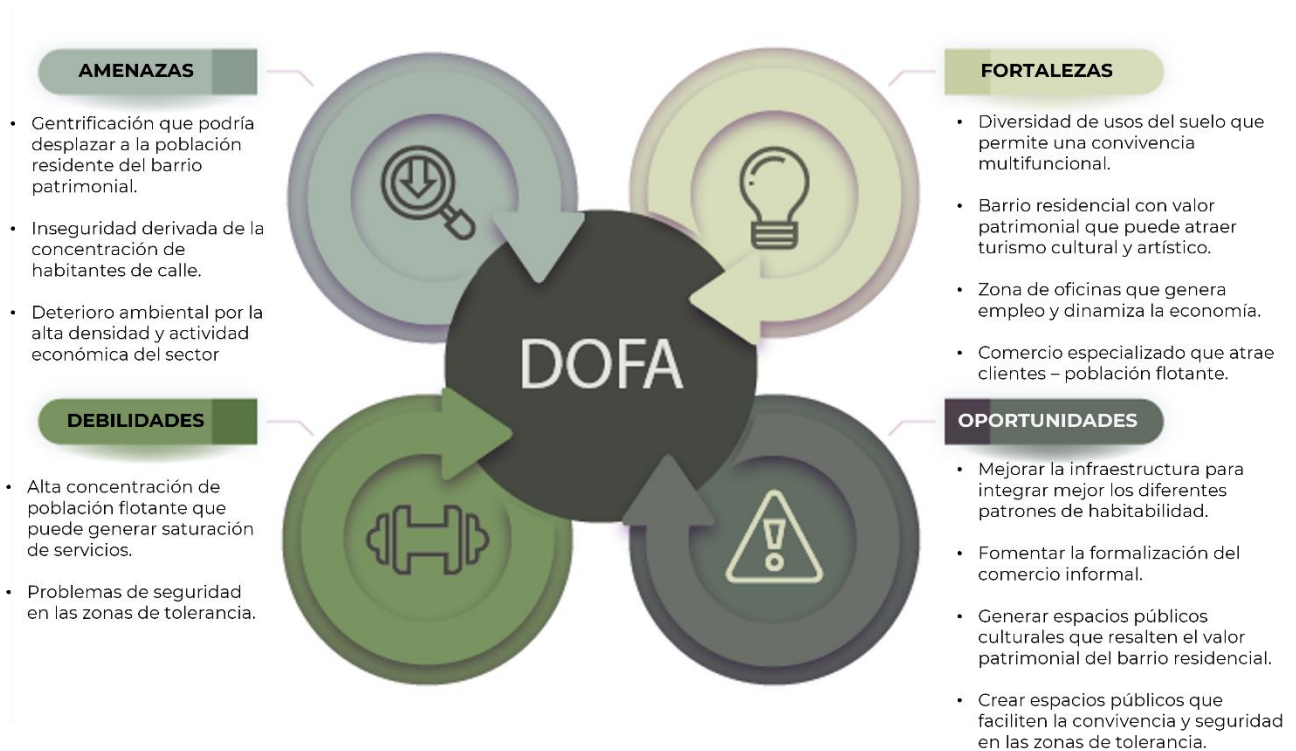 AMENAZAS
• Gentrificación que podría
desplazar a la población
residente del barrio
patrimonial.
• Inseguridad derivada de la
concentración de
habitantes de calle.
• Deterioro ambiental por la
alta densidad y actividad
económica del sector
DEBILIDADES
• Alta concentración de
población flotante que
puede generar saturación
de servicios.
• Problemas de seguridad
en las zonas de tolerancia.
DOFA
FORTALEZAS
• Diversidad de usos del suelo que
permite una convivencia
multifuncional.
• Barrio residencial con valor
patrimonial que puede atraer
turismo cultural y artístico.
• Zona de oficinas que genera
empleo y dinamiza la economía.
• Comercio especializado que atrae
clientes – población flotante.
OPORTUNIDADES
• Mejorar la infraestructura para
integrar mejor los diferentes
patrones de habitabilidad.
• Fomentar la formalización del
comercio informal.
• Generar espacios públicos
culturales que resalten el valor
patrimonial del barrio residencial.
• Crear espacios públicos que
faciliten la convivencia y seguridad
en las zonas de tolerancia.